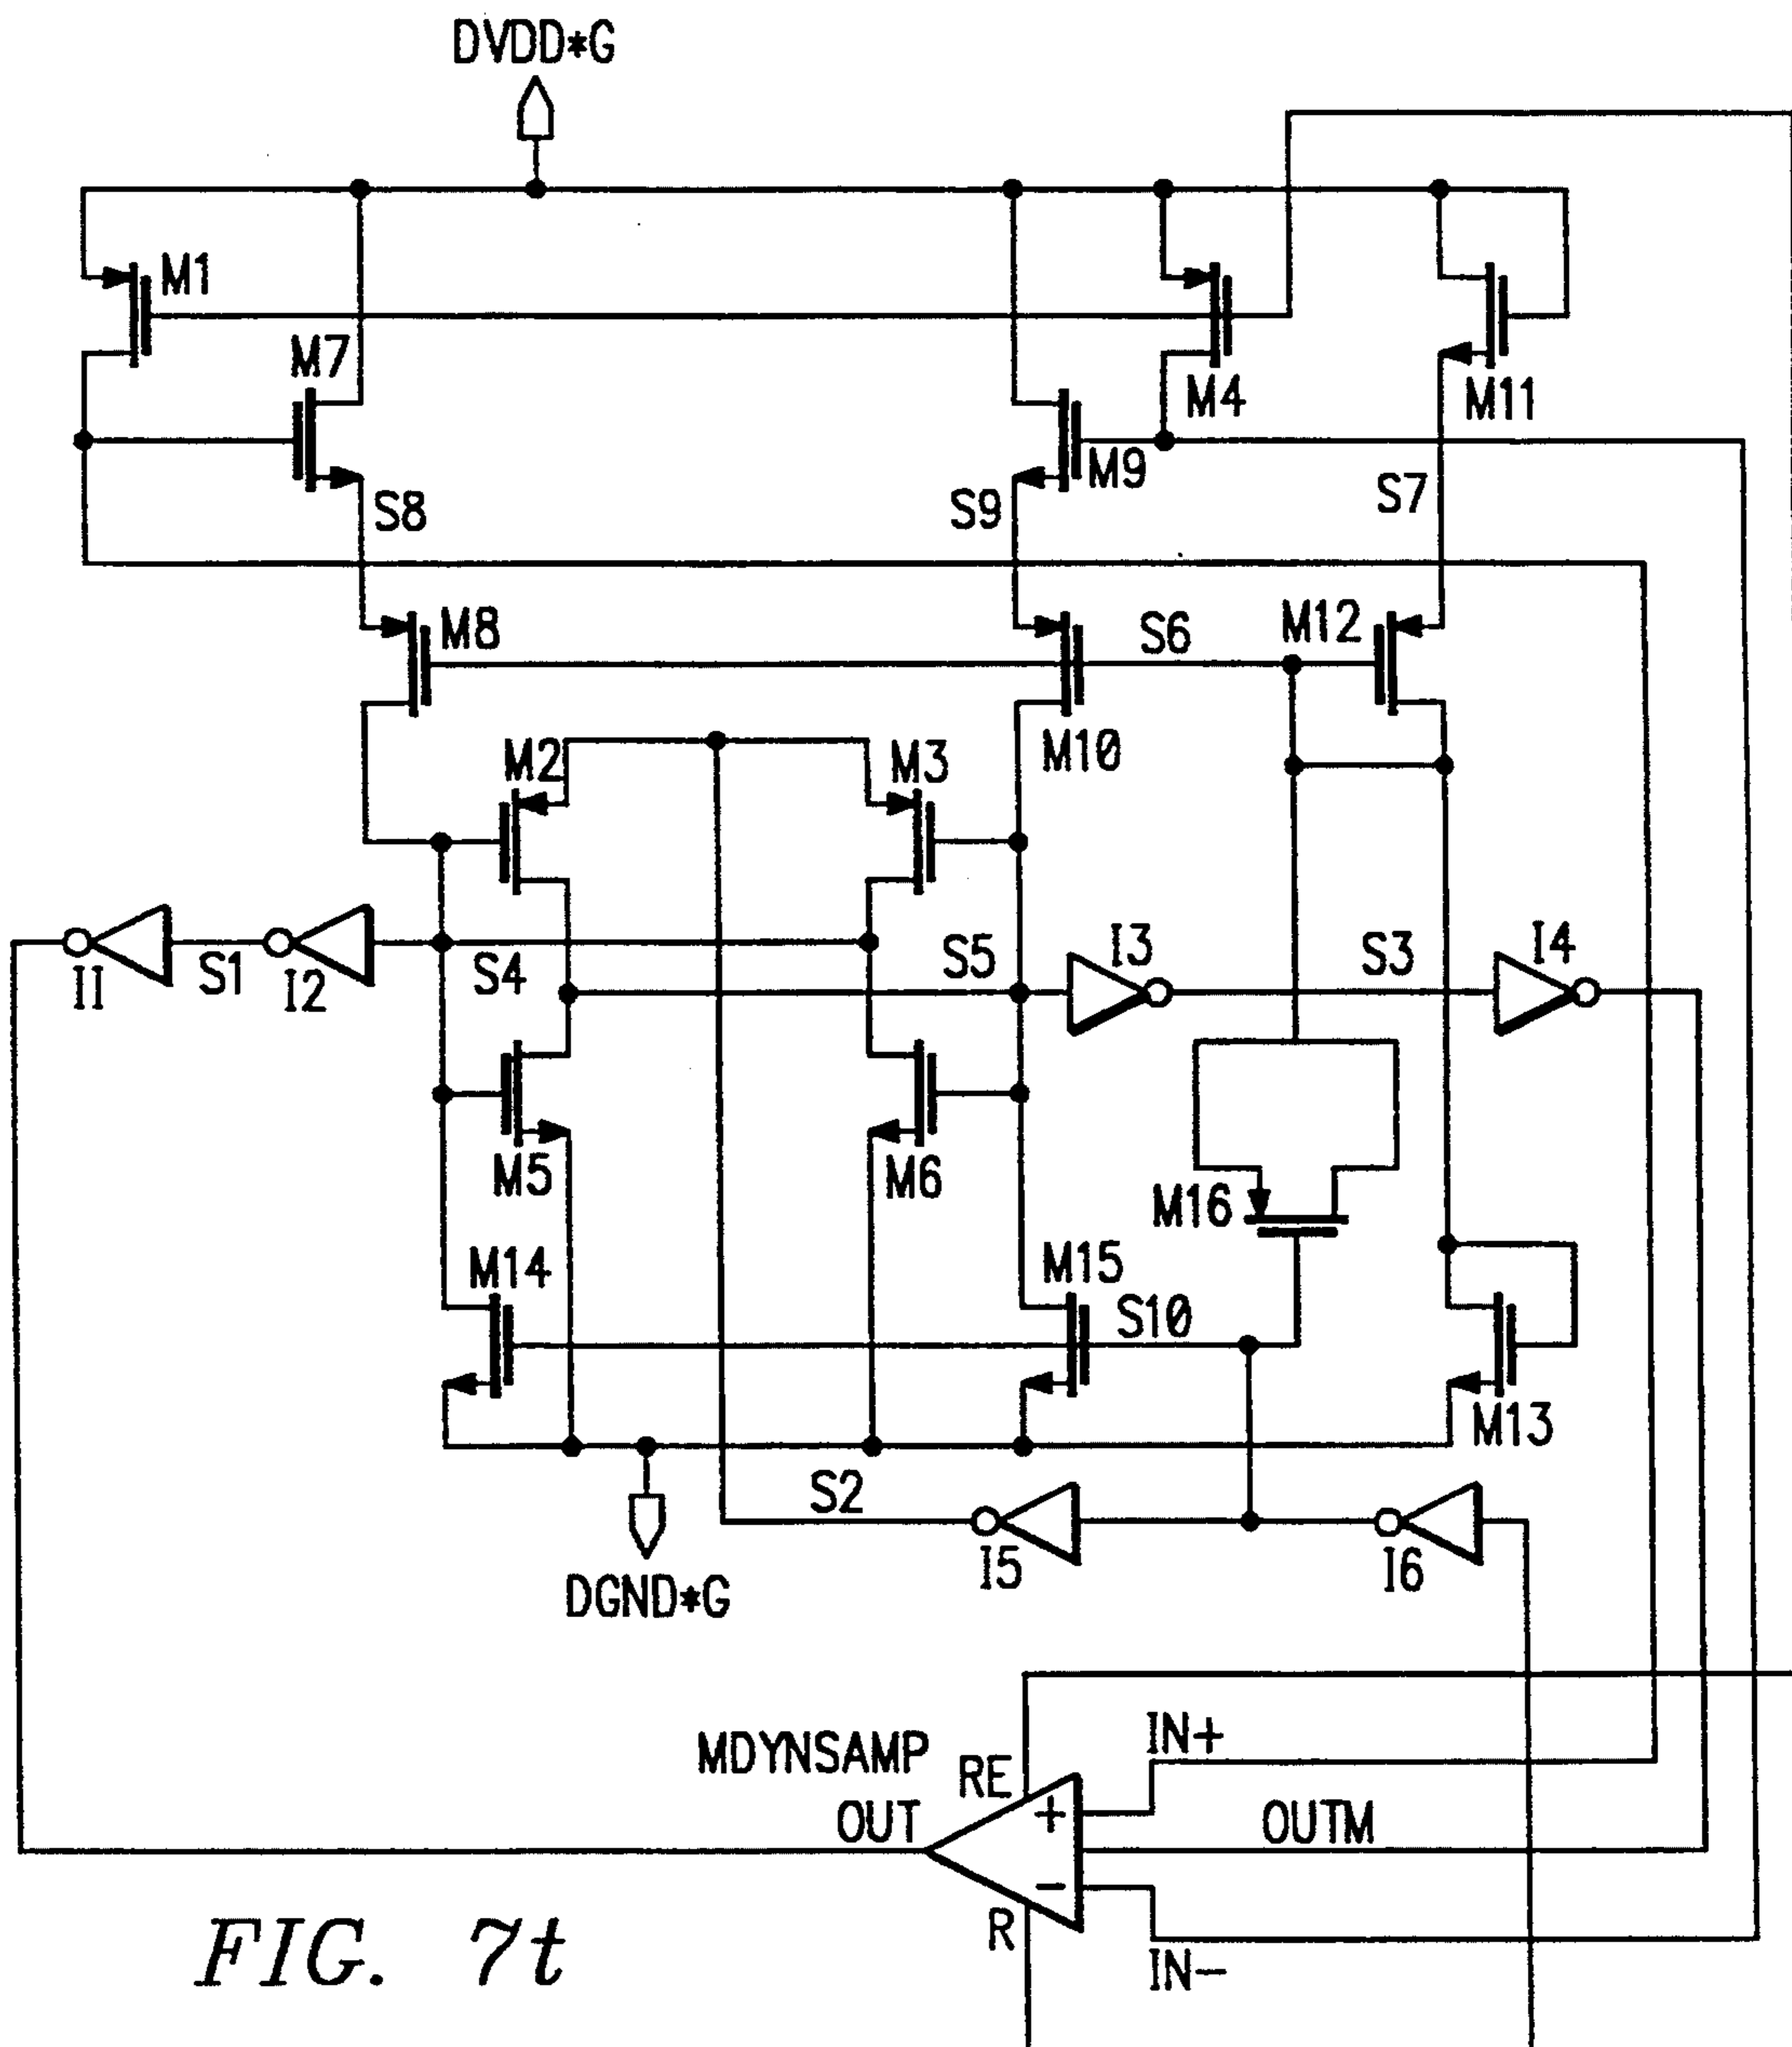 DVDD*G
M1
M7
M4
M11
M9
S8
S9
S7
M8
S6
M12
M10
M2
M3
I1
S1
I2
S4
S5
I3
S3
I4
M5
M6
M16
M14
M15
S10
M13
S2
I5
I6
DGND*G
MDYNSAMP
RE
IN+
+
OUT
OUTM
-
R
IN-
FIG. 7t